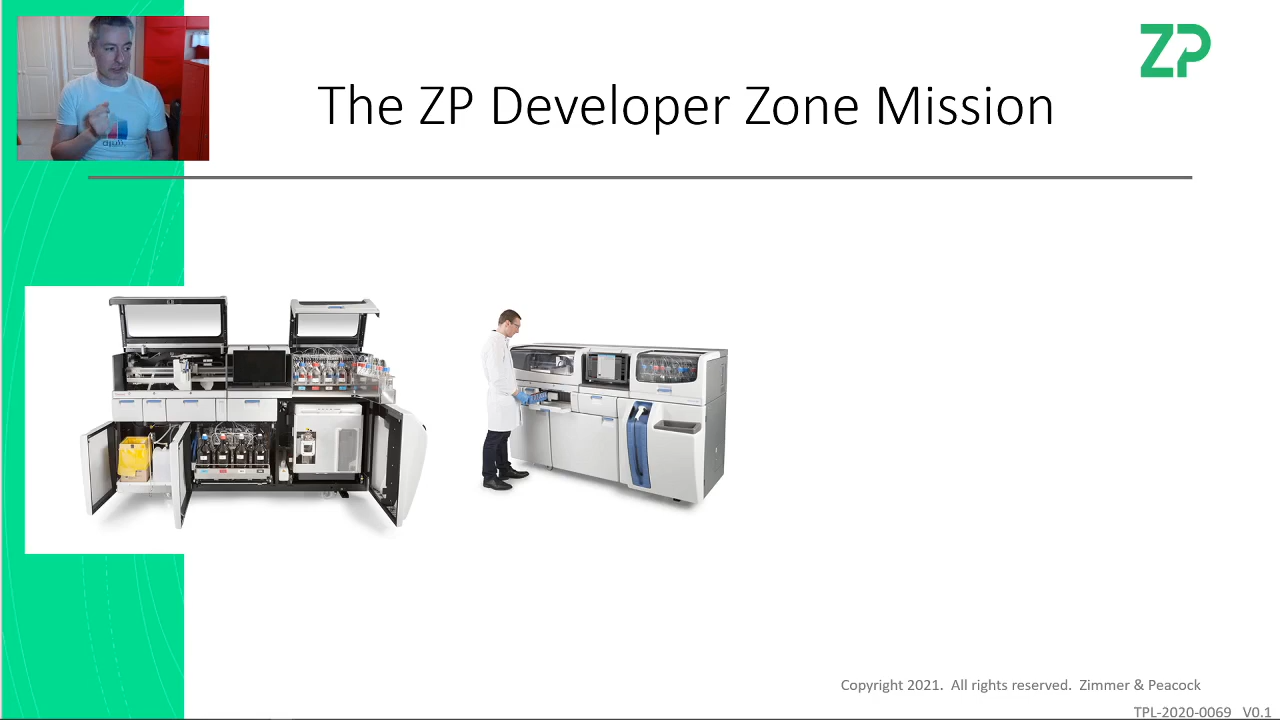 ZP
The ZP Developer Zone Mission
Copyright 2021.  All rights reserved.  Zimmer & Peacock
TPL-2020-0069   V0.1